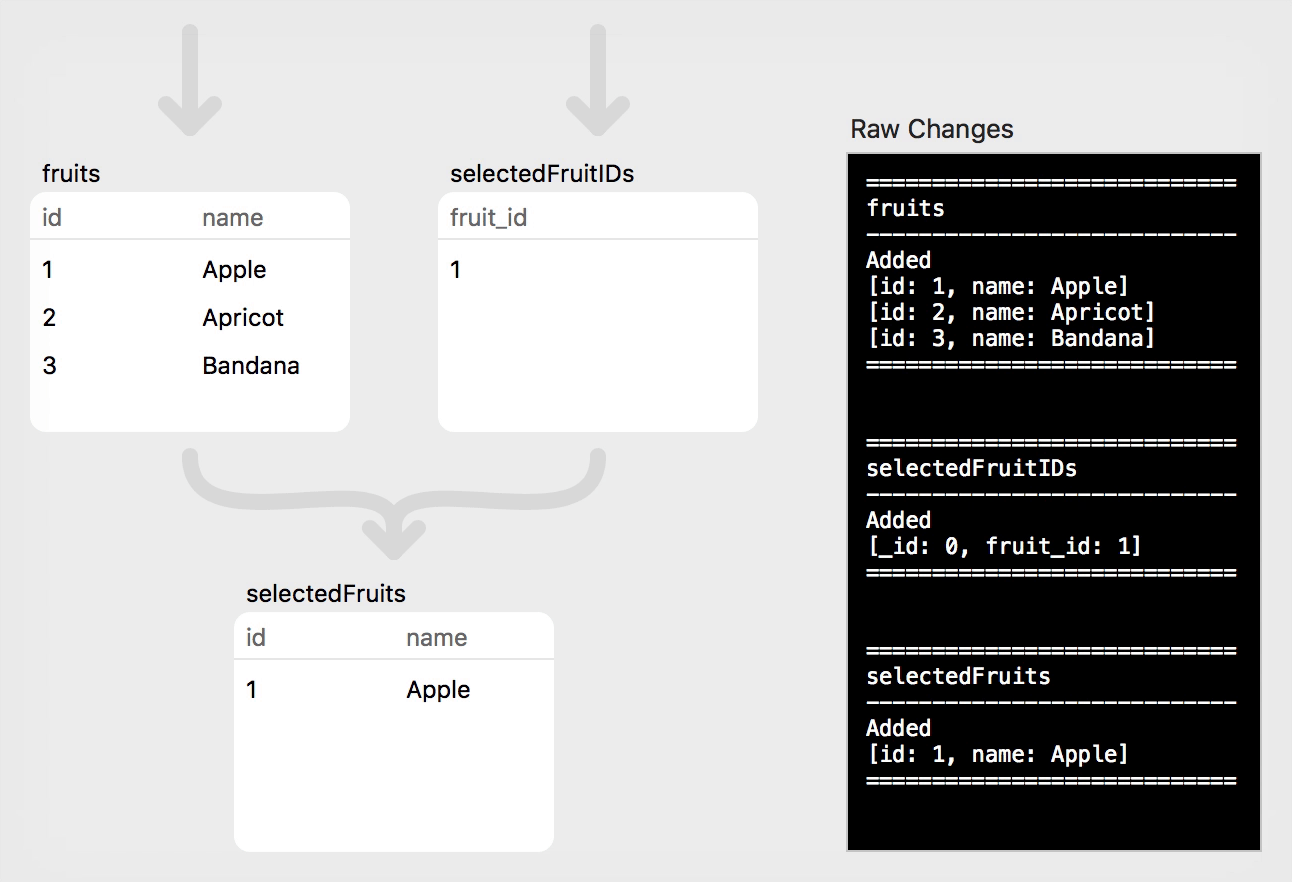 fruits
id name
1 Apple
2 Apricot
3 Bandana
selectedFruitIDs
fruit_id
1
selectedFruits
id name
1 Apple
Raw Changes
============================
fruits
----------------------------
Added
[id: 1, name: Apple]
[id: 2, name: Apricot]
[id: 3, name: Bandana]
============================
============================
selectedFruitIDs
----------------------------
Added
[_id: 0, fruit_id: 1]
============================
============================
selectedFruits
----------------------------
Added
[id: 1, name: Apple]
============================